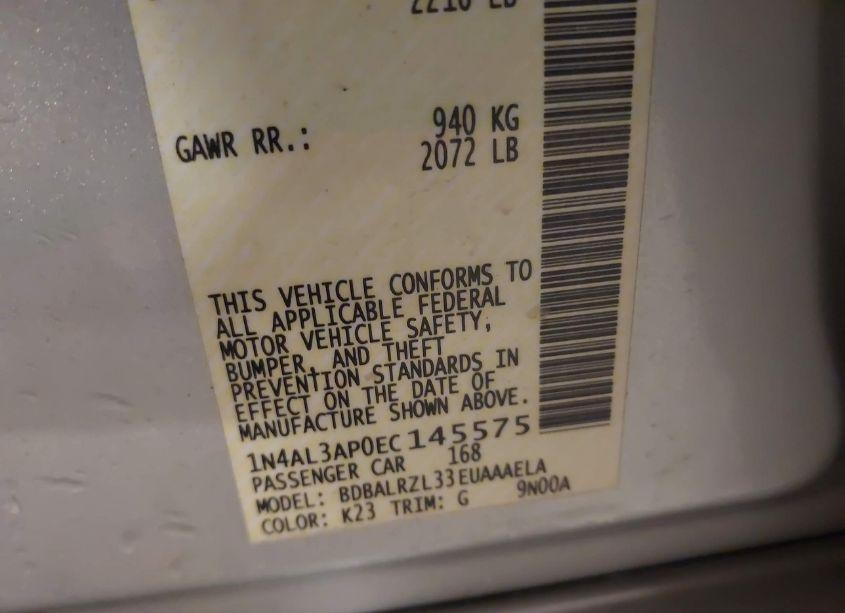 2216 LB
GAWR RR.: 940 KG
2072 LB
THIS VEHICLE CONFORMS TO
ALL APPLICABLE FEDERAL
MOTOR VEHICLE SAFETY,
BUMPER, AND THEFT
PREVENTION STANDARDS IN
EFFECT ON THE DATE OF
MANUFACTURE SHOWN ABOVE.
1N4AL3AP0EC145575
PASSENGER CAR 168
MODEL: BDBALRZL33EUAAAELA
COLOR: K23 TRIM: G 9N00A